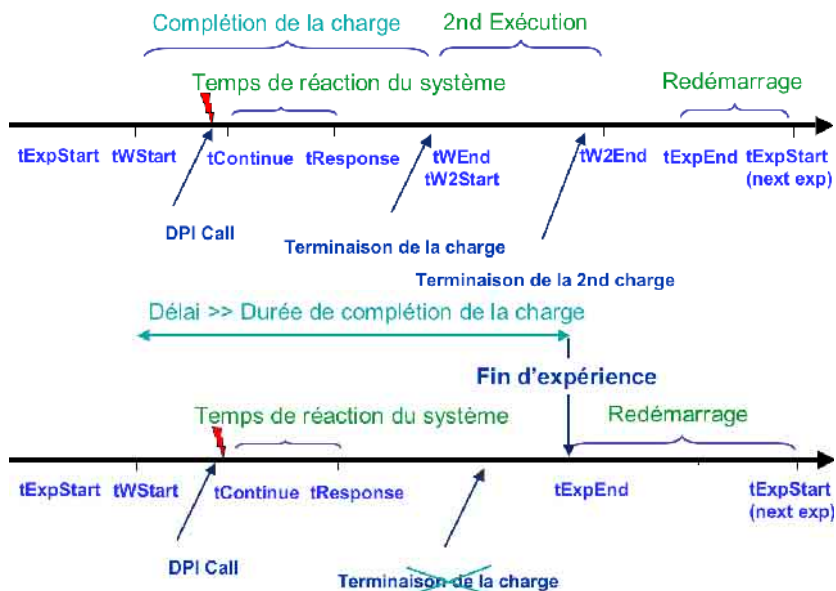 Complétion de la charge 2nd Exécution
Temps de réaction du système Redémarrage
tExpStart tWStart tContinue tResponse tWEnd tW2End tExpEnd tExpStart
tW2Start (next exp)
DPI Call
Terminaison de la charge
Terminaison de la 2nd charge
Délai >> Durée de complétion de la charge
Fin d'expérience
Temps de réaction du système Redémarrage
tExpStart tWStart tContinue tResponse tExpEnd tExpStart
(next exp)
DPI Call
Terminaison de la charge